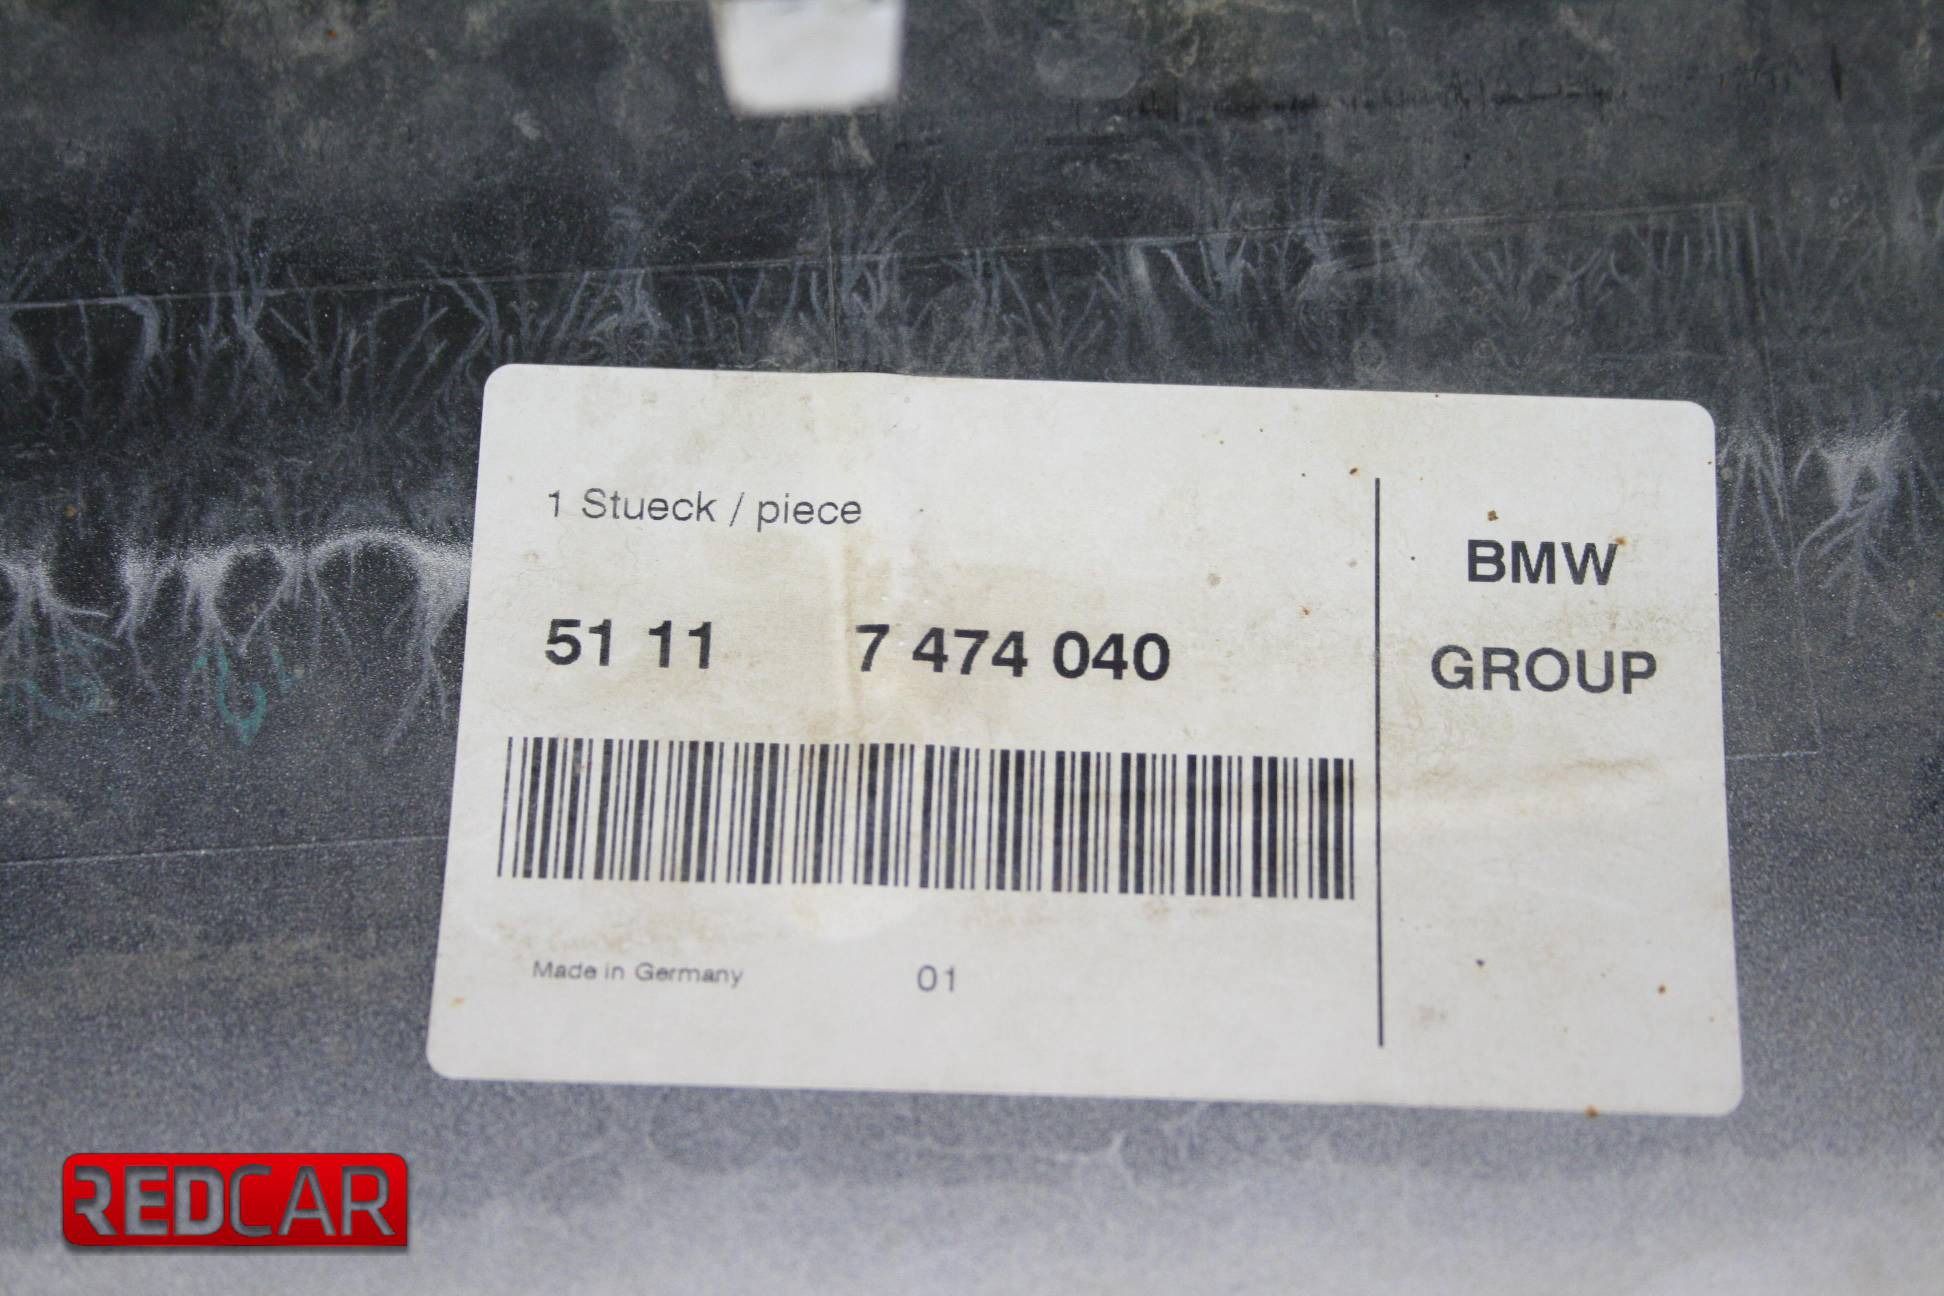 1 Stueck / piece
51 11 7 474 040
BMW
GROUP
Made in Germany 01
REDCAR